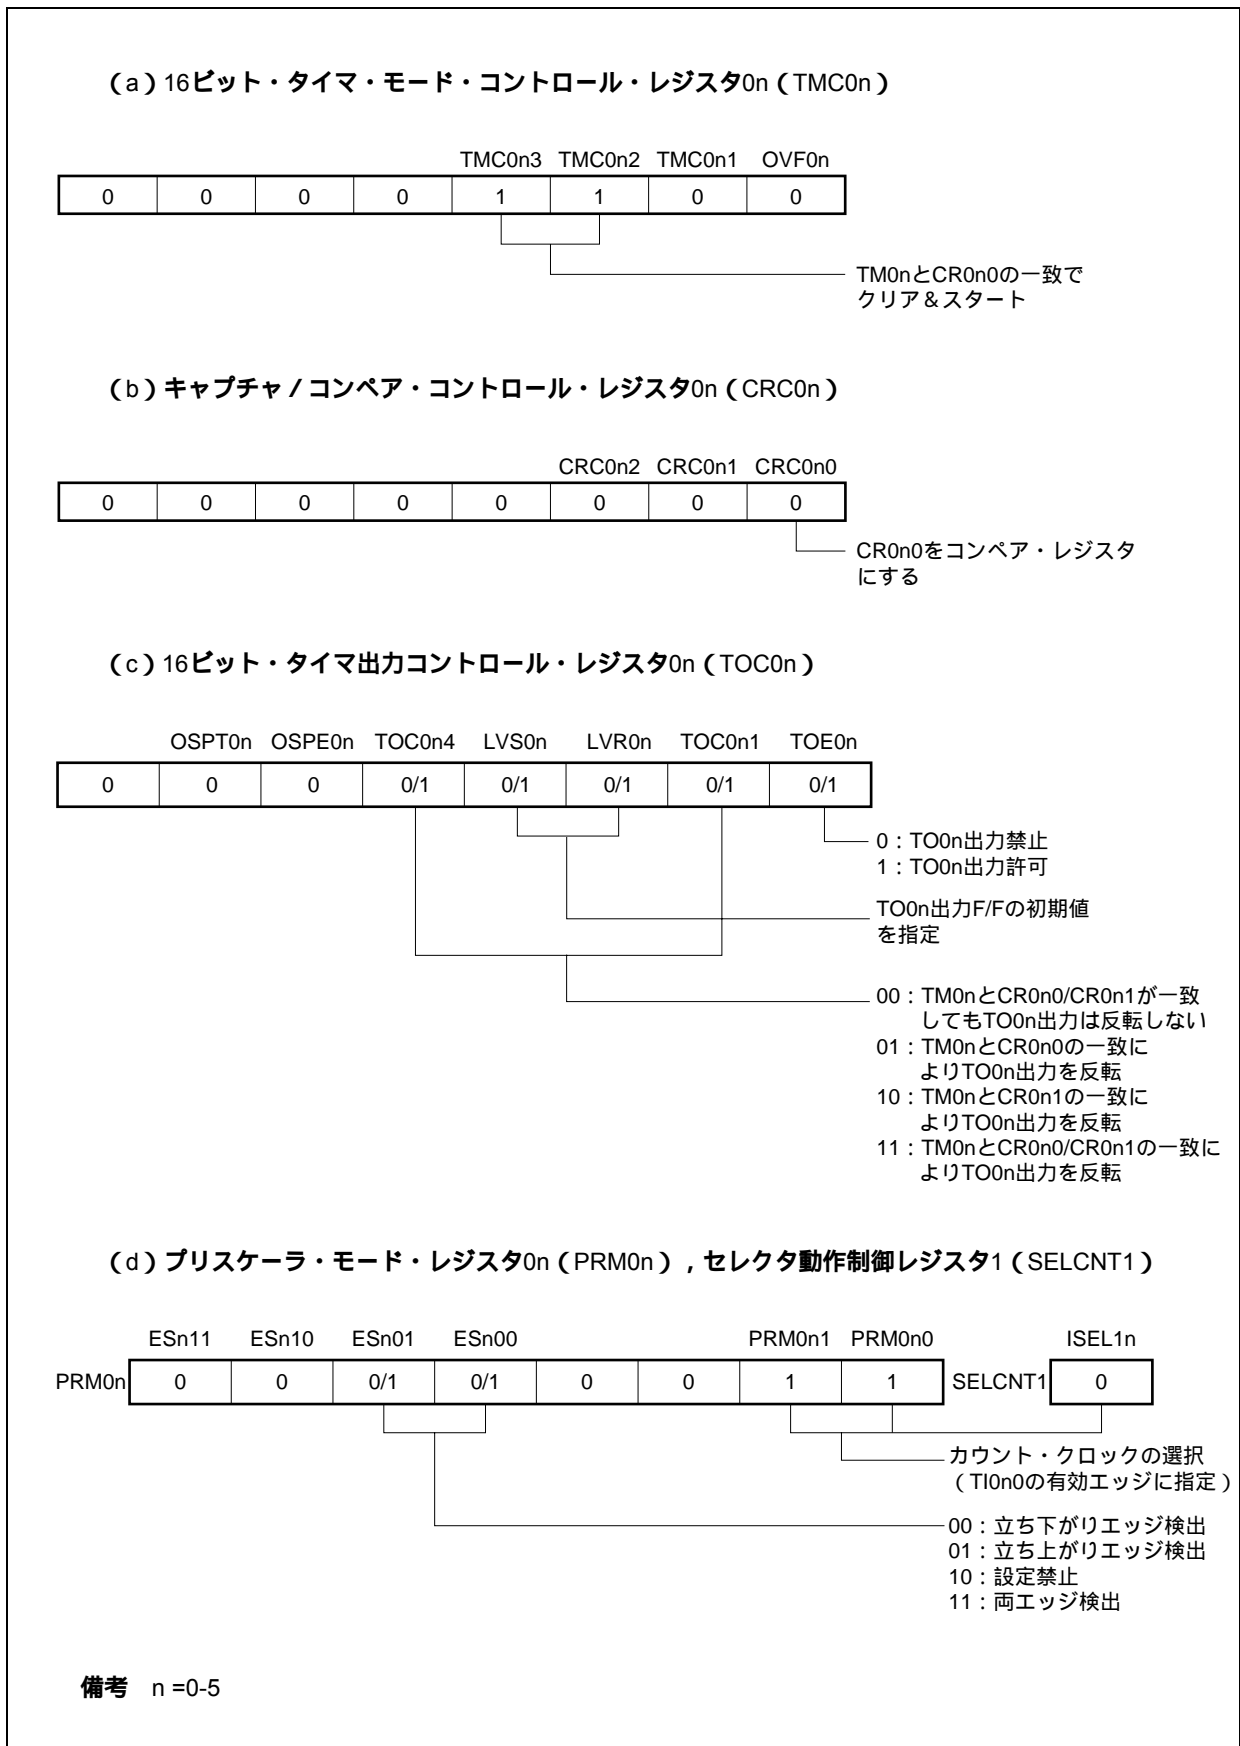 （a）16ビット・タイマ・モード・コントロール・レジスタ0n（TMC0n）
TMC0n3 TMC0n2 TMC0n1 OVF0n
0 0 0 0 1 1 0 0
TM0nとCR0n0の一致で
クリア＆スタート
（b）キャプチャ／コンペア・コントロール・レジスタ0n（CRC0n）
CRC0n2 CRC0n1 CRC0n0
0 0 0 0 0 0 0 0
CR0n0をコンペア・レジスタ
にする
（c）16ビット・タイマ出力コントロール・レジスタ0n（TOC0n）
OSPT0n OSPE0n TOC0n4 LVS0n LVR0n TOC0n1 TOE0n
0 0 0 0/1 0/1 0/1 0/1 0/1
0：TO0n出力禁止
1：TO0n出力許可
TO0n出力F/Fの初期値
を指定
00：TM0nとCR0n0/CR0n1が一致
してもTO0n出力は反転しない
01：TM0nとCR0n0の一致に
よりTO0n出力を反転
10：TM0nとCR0n1の一致に
よりTO0n出力を反転
11：TM0nとCR0n0/CR0n1の一致に
よりTO0n出力を反転
（d）プリスケーラ・モード・レジスタ0n（PRM0n），セレクタ動作制御レジスタ1（SELCNT1）
ESn11 ESn10 ESn01 ESn00 PRM0n1 PRM0n0 ISEL1n
PRM0n 0 0 0/1 0/1 0 0 1 1 SELCNT1 0
カウント・クロックの選択
（TI0n0の有効エッジに指定）
00：立ち下がりエッジ検出
01：立ち上がりエッジ検出
10：設定禁止
11：両エッジ検出
備考 n =0-5